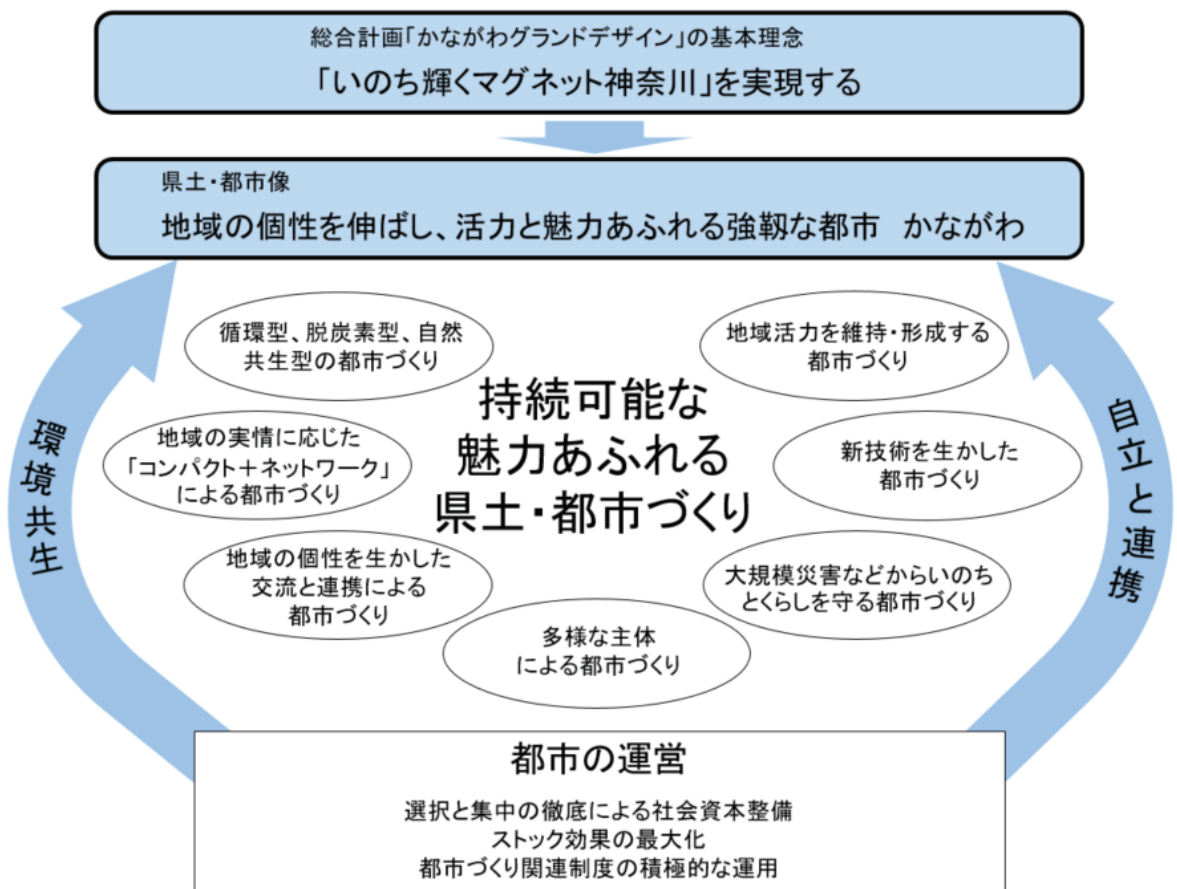 総合計画「かながわグランドデザイン」の基本理念
「いのち輝くマグネット神奈川」を実現する
県土・都市像
地域の個性を伸ばし、活力と魅力あふれる強靱な都市　かながわ
循環型、脱炭素型、自然
共生型の都市づくり
地域活力を維持・形成する
都市づくり
持続可能な
魅力あふれる
県土・都市づくり
環境共生
地域の実情に応じた
「コンパクト＋ネットワーク」
による都市づくり
新技術を生かした
都市づくり
自立と連携
地域の個性を生かした
交流と連携による
都市づくり
大規模災害などからいのち
とくらしを守る都市づくり
多様な主体
による都市づくり
都市の運営
選択と集中の徹底による社会資本整備
ストック効果の最大化
都市づくり関連制度の積極的な運用